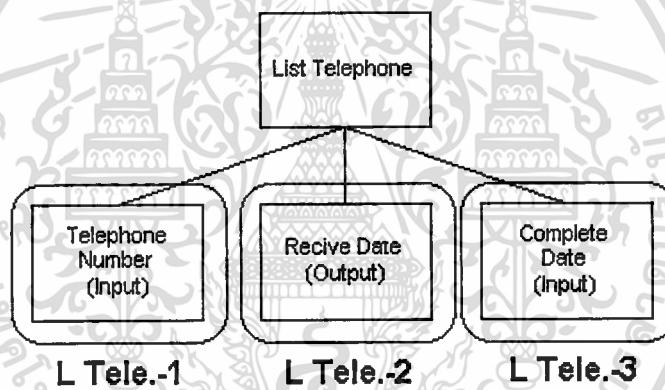 List Telephone
Telephone
Number
(Input)
Recive Date
(Output)
Complete
Date
(Input)
L Tele.-1
L Tele.-2
L Tele.-3